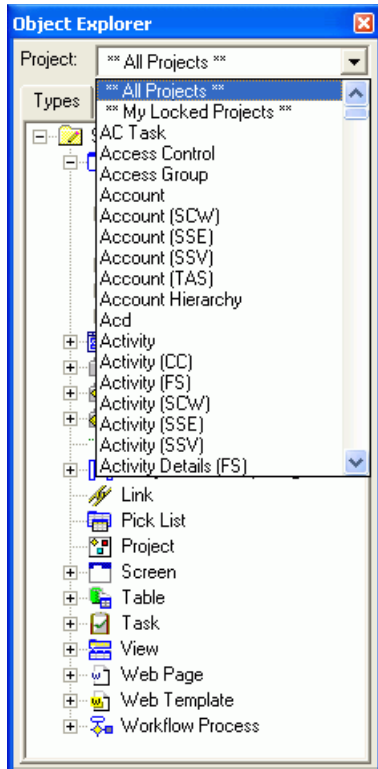 Object Explorer
Project:
** All Projects **
Types
** All Projects **
** My Locked Projects **
AC Task
Access Control
Access Group
Account
Account (SCW)
Account (SSE)
Account (SSV)
Account (TAS)
Account Hierarchy
Acd
Activity
Activity (CC)
Activity (FS)
Activity (SCW)
Activity (SSE)
Activity (SSV)
Activity Details (FS)
Link
Pick List
Project
Screen
Table
Task
View
Web Page
Web Template
Workflow Process